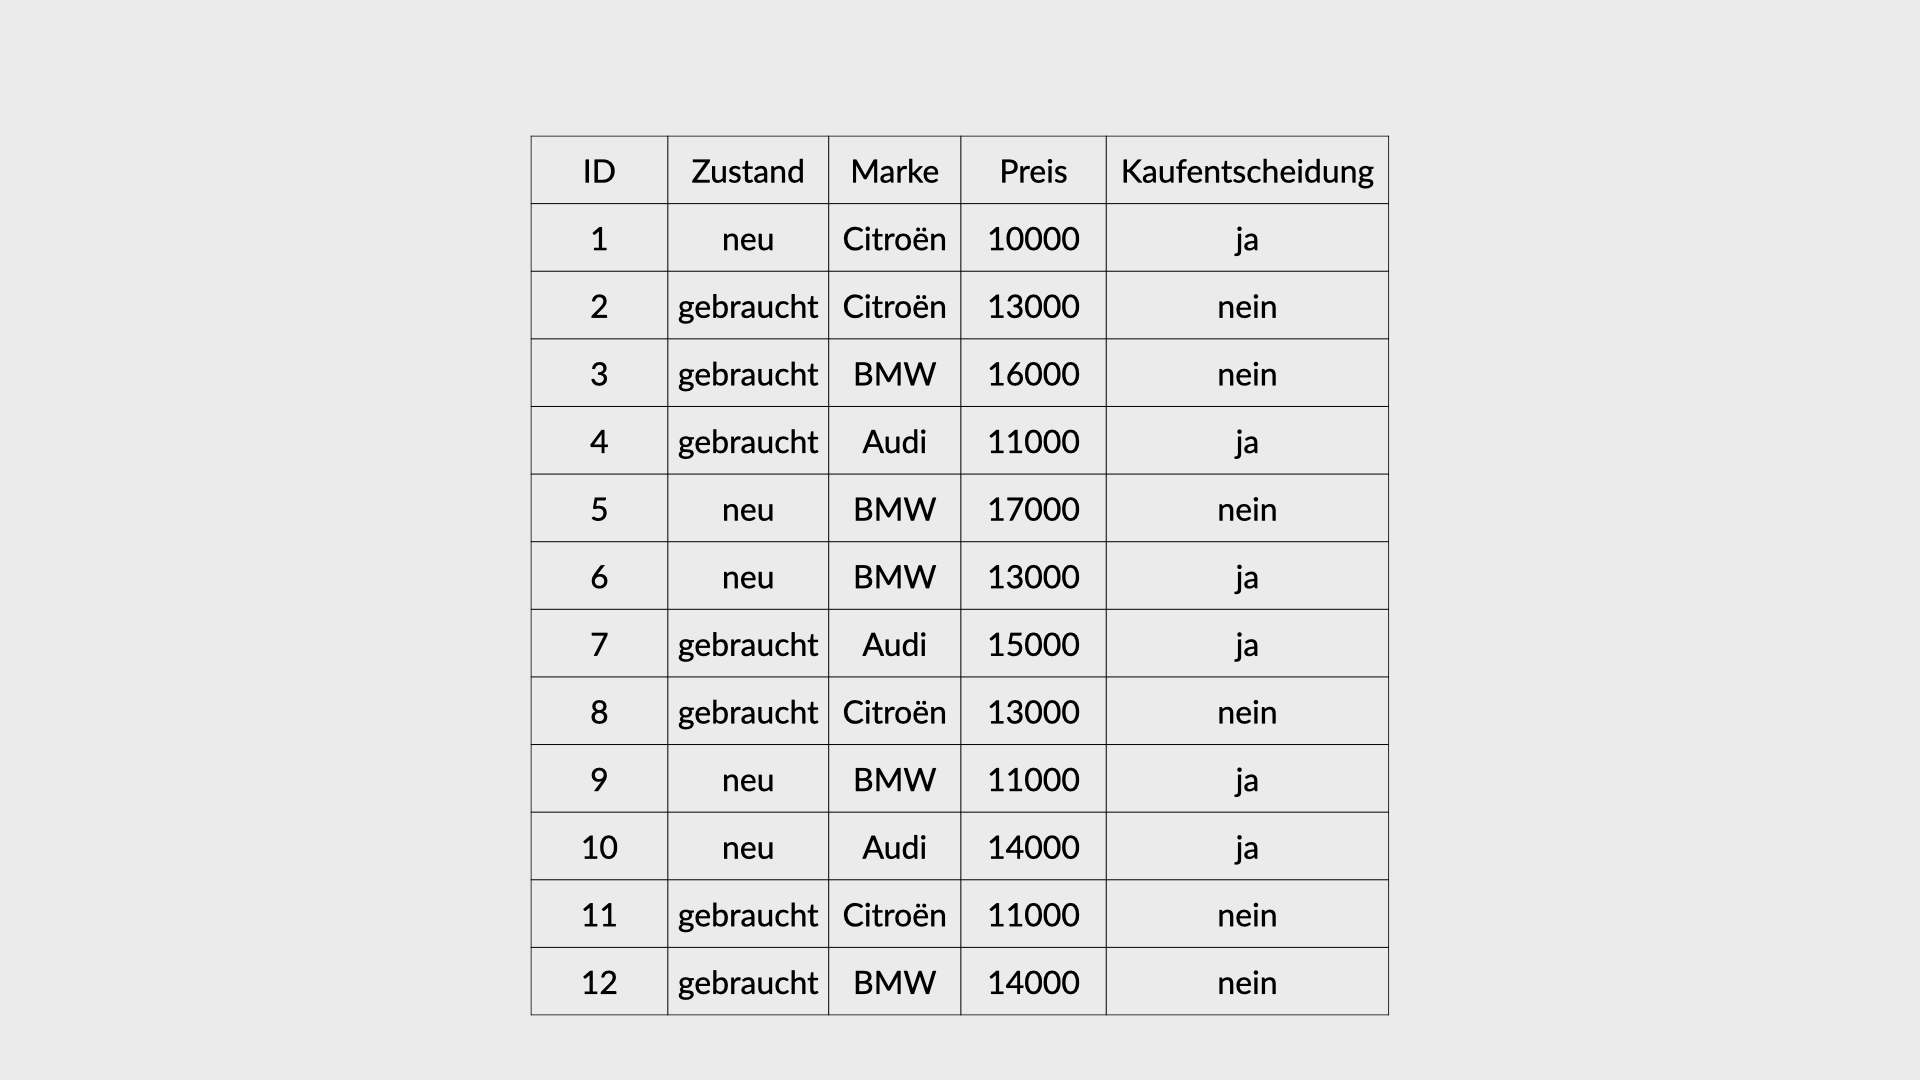 ID Zustand Marke Preis Kaufentscheidung
1 neu Citroën 10000 ja
2 gebraucht Citroën 13000 nein
3 gebraucht BMW 16000 nein
4 gebraucht Audi 11000 ja
5 neu BMW 17000 nein
6 neu BMW 13000 ja
7 gebraucht Audi 15000 ja
8 gebraucht Citroën 13000 nein
9 neu BMW 11000 ja
10 neu Audi 14000 ja
11 gebraucht Citroën 11000 nein
12 gebraucht BMW 14000 nein